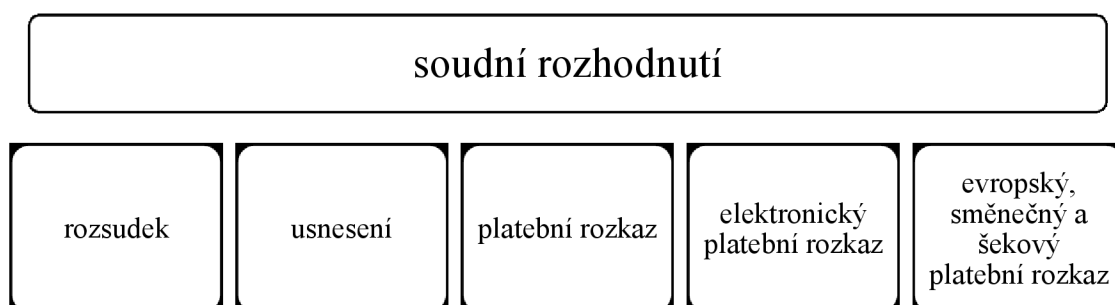 soudní rozhodnutí
rozsudek
usnesení
platební rozkaz
elektronický
platební rozkaz
evropský,
směnečný a
šekový
platební rozkaz